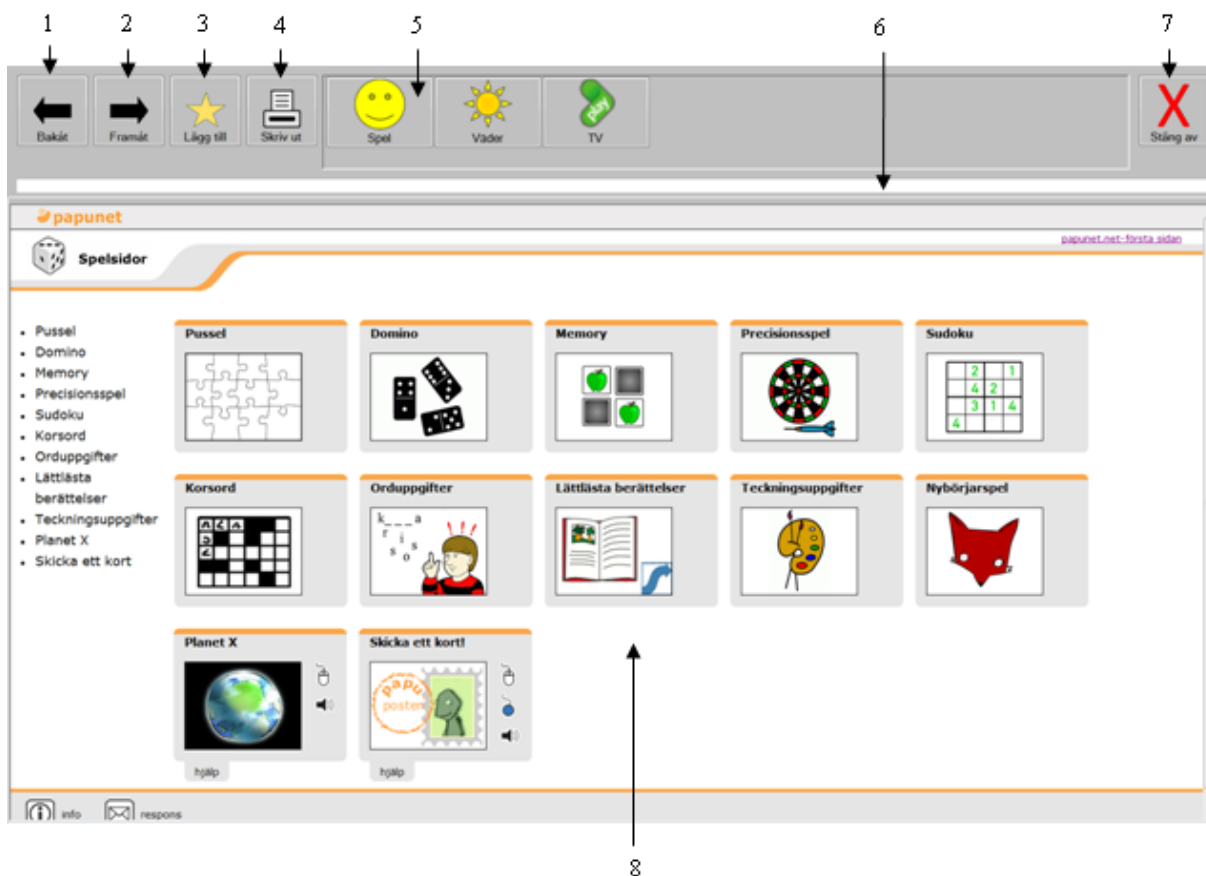 1 2 3 4 5 6 7
Bakåt Framåt Lägg till Skriv ut Spel Väder play TV Stäng av
papunet
Spelsidor
papunet.net-första sidan
Pussel
Domino
Memory
Precisionsspel
Sudoku
Korsord
Orduppgifter
Lättlästa
berättelser
Teckningsuppgifter
Planet X
Skicka ett kort
Pussel Domino Memory Precisionsspel Sudoku
2 1
4 2
3 1 4
4
Korsord Orduppgifter Lättlästa berättelser Teckningsuppgifter Nybörjarspel
k___a
r i s
s o
Planet X Skicka ett kort!
papu
posten
hjälp hjälp
info respons
8